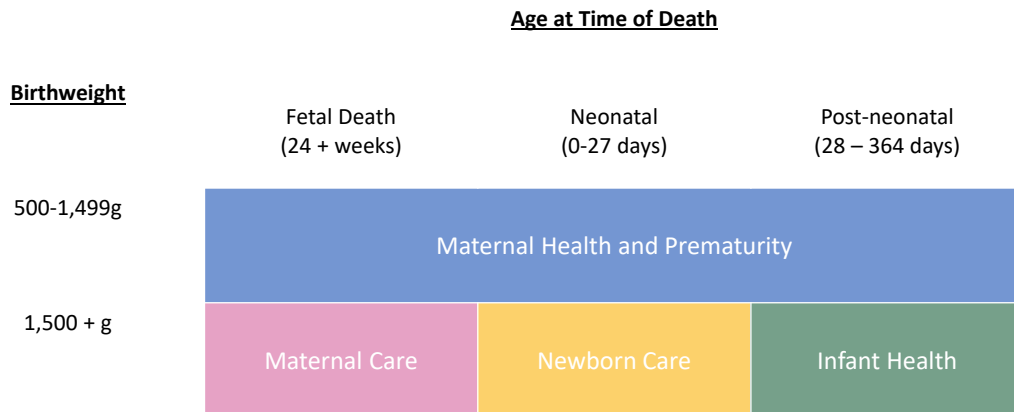 Age at Time of Death
Birthweight
Fetal Death
(24 + weeks)
Neonatal
(0-27 days)
Post-neonatal
(28 – 364 days)
500-1,499g
Maternal Health and Prematurity
1,500 + g
Maternal Care
Newborn Care
Infant Health